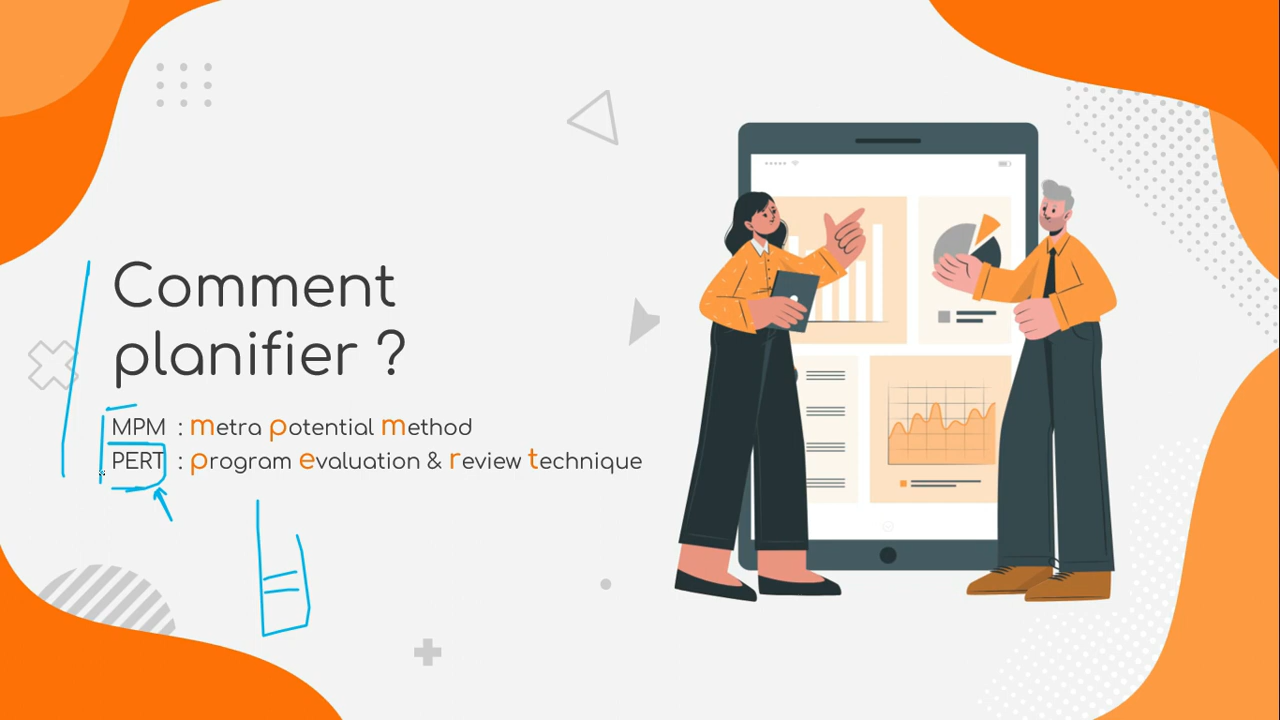 Comment
planifier ?
MPM : metra potential method
PERT : program evaluation & review technique